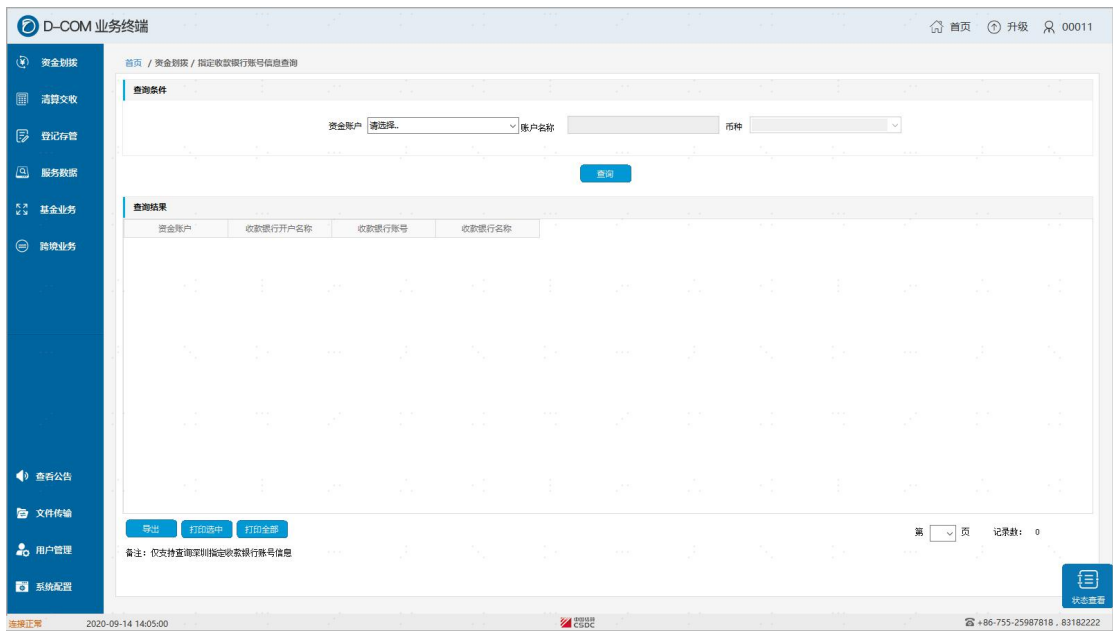 D-COM 业务终端
首页 升级 00011
资金划拨
清算交收
登记存管
服务数据
基金业务
跨境业务
查看公告
文件传输
用户管理
系统配置
首页 / 资金划拨 / 指定收款银行账号信息查询
查询条件
资金账户 请选择.. 账户名称 币种
查询
查询结果
资金账户 收款银行开户名称 收款银行账号 收款银行名称
导出 打印选中 打印全部 第 页 记录数: 0
备注: 仅支持查询深圳指定收款银行账号信息
状态查看
连接正常 2020-09-14 14:05:00 中国结算 CSDC +86-755-25987818 , 83182222